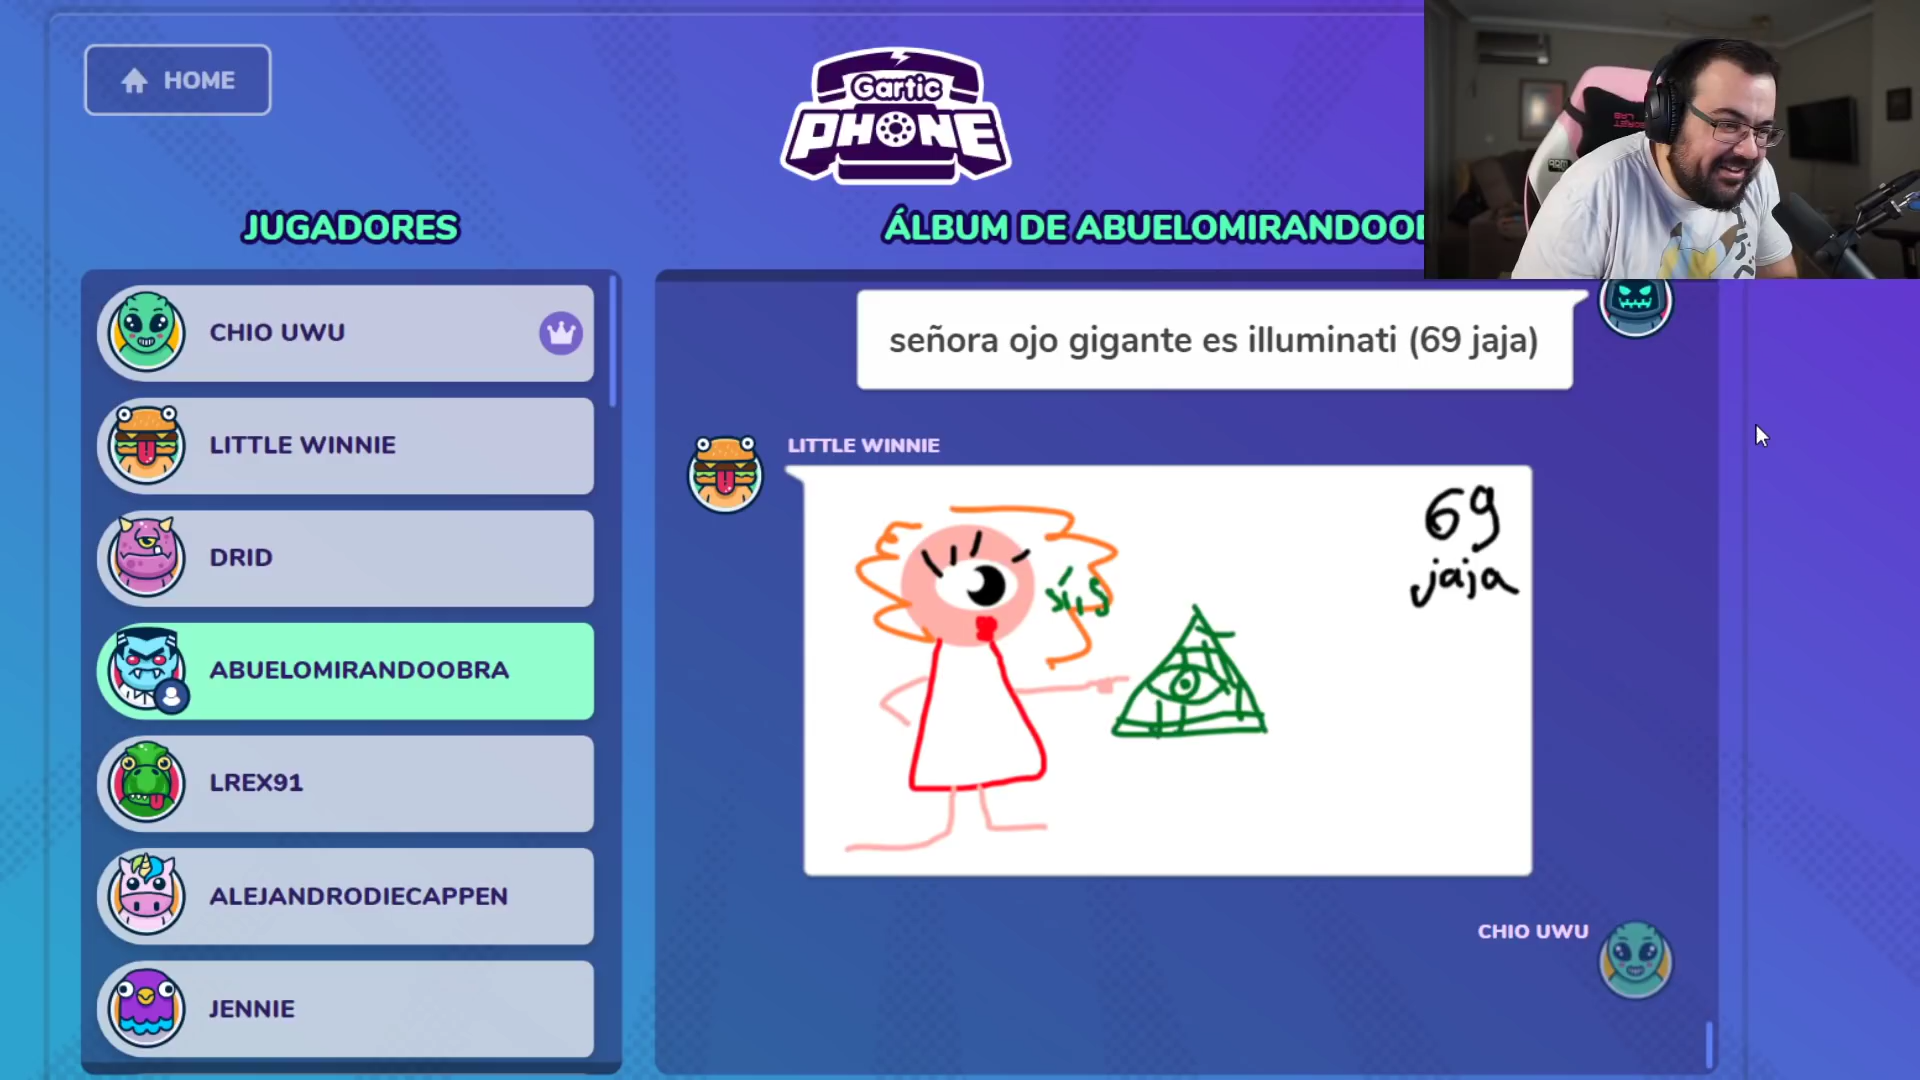 HOME
Gartic
PHONE
JUGADORES
ÁLBUM DE ABUELOMIRANDOOB
CHIO UWU
LITTLE WINNIE
DRID
ABUELOMIRANDOOBRA
LREX91
ALEJANDRODIECAPPEN
JENNIE
señora ojo gigante es illuminati (69 jaja)
LITTLE WINNIE
69
jaja
CHIO UWU